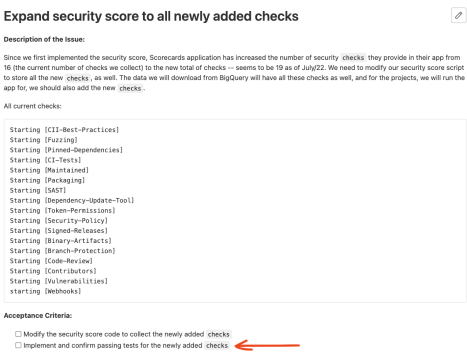 Expand security score to all newly added checks
Description of the Issue:
Since we first implemented the security score, Scorecards application has increased the number of security checks they provide in their app from
16 (the current number of checks we collect) to the new total of checks -- seems to be 19 as of July/22. We need to modify our security score script
to store all the new checks, as well. The data we will download from BigQuery will have all these checks as well, and for the projects, we will run the
app for, we should also add the new checks.
All current checks:
Starting [CII-Best-Practices]
Starting [Fuzzing]
Starting [Pinned-Dependencies]
Starting [CI-Tests]
Starting [Maintained]
Starting [Packaging]
Starting [SAST]
Starting [Dependency-Update-Tool]
Starting [Token-Permissions]
Starting [Security-Policy]
Starting [Signed-Releases]
Starting [Binary-Artifacts]
Starting [Branch-Protection]
Starting [Code-Review]
Starting [Contributors]
Starting [Vulnerabilities]
starting [Webhooks]
Acceptance Criteria:
Modify the security score code to collect the newly added checks
Implement and confirm passing tests for the newly added checks